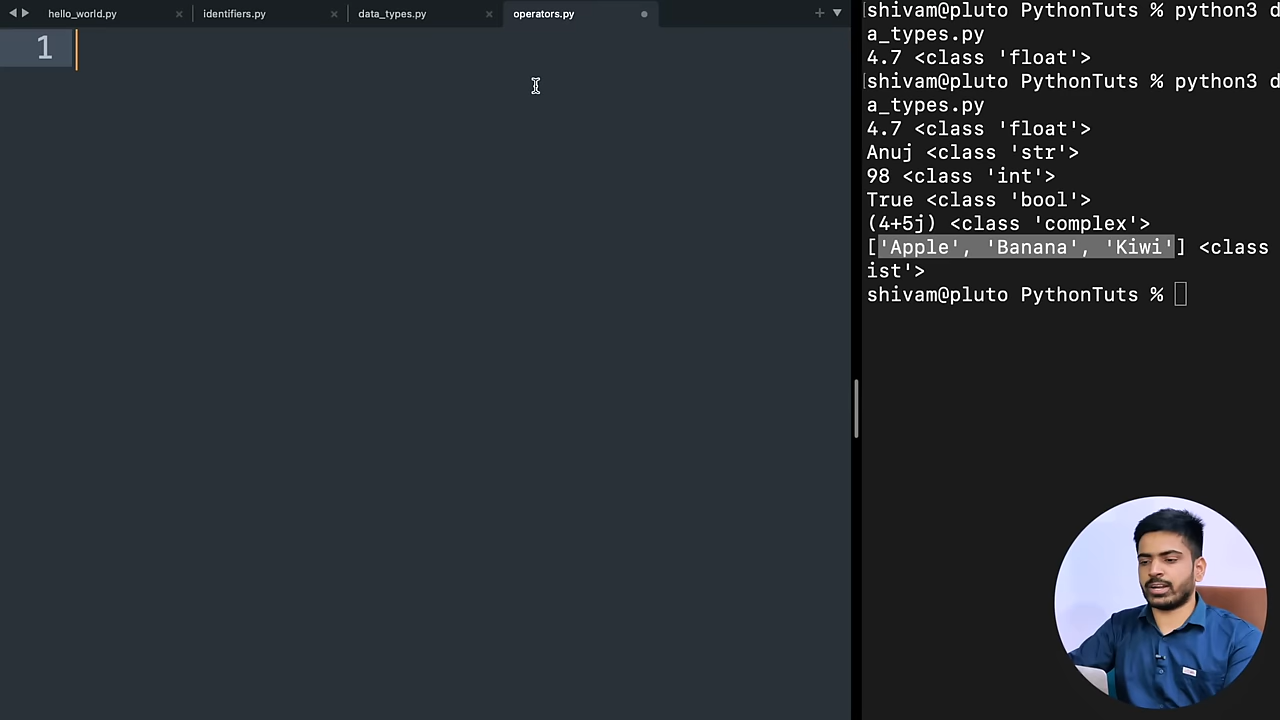 hello_world.py
identifiers.py
data_types.py
operators.py
1
shivam@pluto PythonTuts % python3 d
a_types.py
4.7 <class 'float'>
shivam@pluto PythonTuts % python3 d
a_types.py
4.7 <class 'float'>
Anuj <class 'str'>
98 <class 'int'>
True <class 'bool'>
(4+5j) <class 'complex'>
['Apple', 'Banana', 'Kiwi'] <class
ist'>
shivam@pluto PythonTuts %